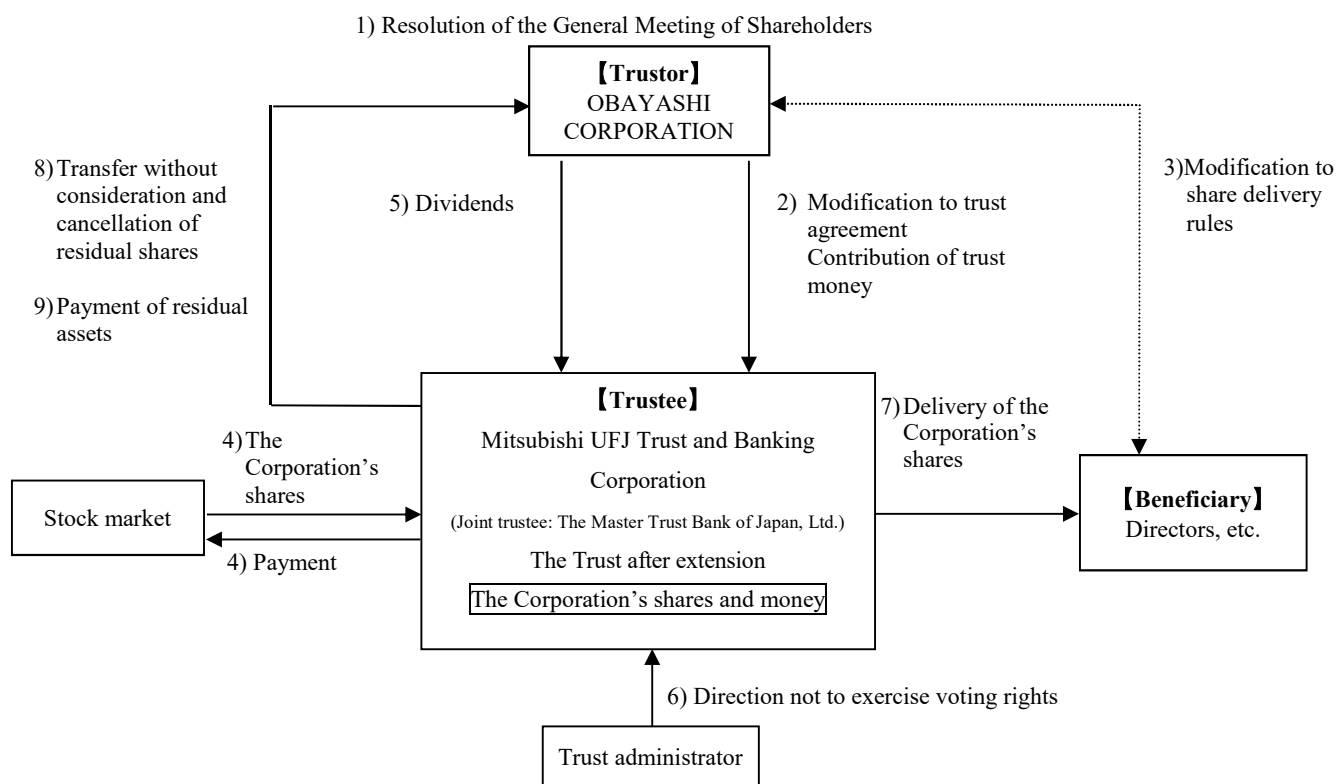 1) Resolution of the General Meeting of Shareholders
【Trustor】
OBAYASHI
CORPORATION
8) Transfer without
consideration and
cancellation of
residual shares
9) Payment of residual
assets
5) Dividends
2) Modification to trust
agreement
Contribution of trust
money
3)Modification to
share delivery
rules
【Trustee】
Mitsubishi UFJ Trust and Banking
Corporation
(Joint trustee: The Master Trust Bank of Japan, Ltd.)
The Trust after extension
The Corporation’s shares and money
4) The
Corporation’s
shares
Stock market
4) Payment
7) Delivery of the
Corporation’s
shares
【Beneficiary】
Directors, etc.
6) Direction not to exercise voting rights
Trust administrator